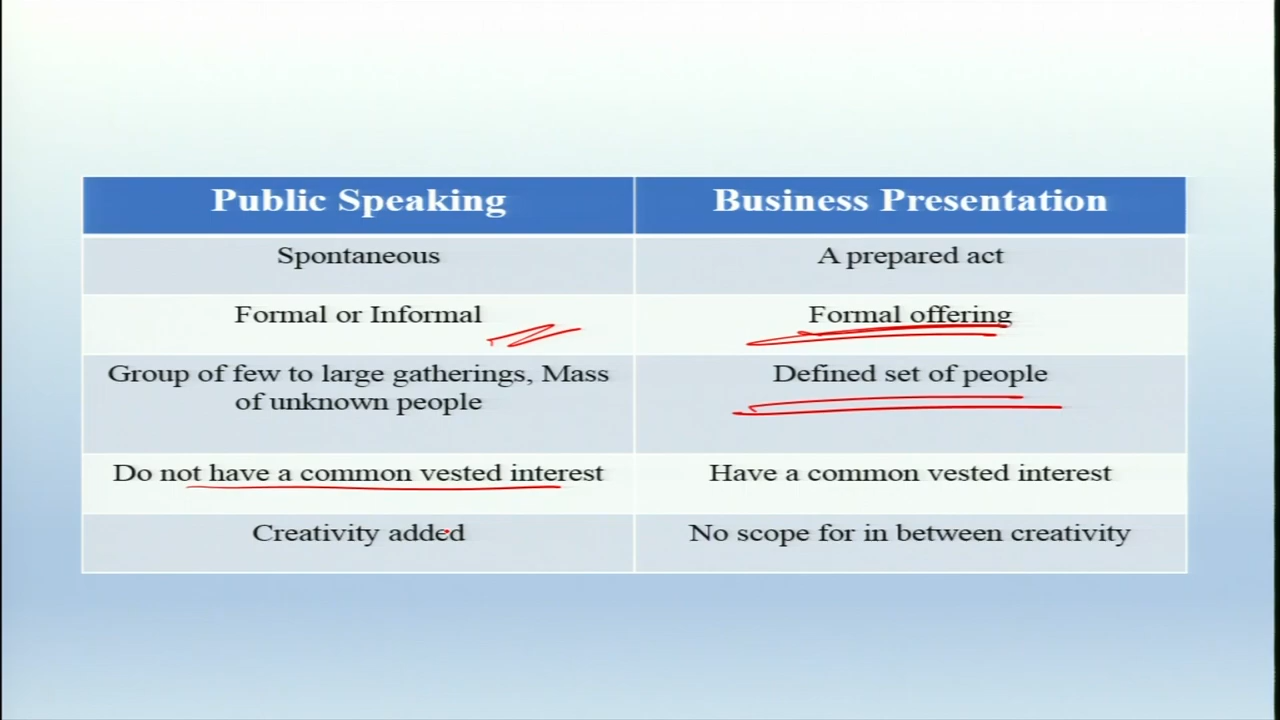 Public Speaking
Business Presentation
Spontaneous
A prepared act
Formal or Informal
Formal offering
Group of few to large gatherings, Mass
of unknown people
Defined set of people
Do not have a common vested interest
Have a common vested interest
Creativity added
No scope for in between creativity